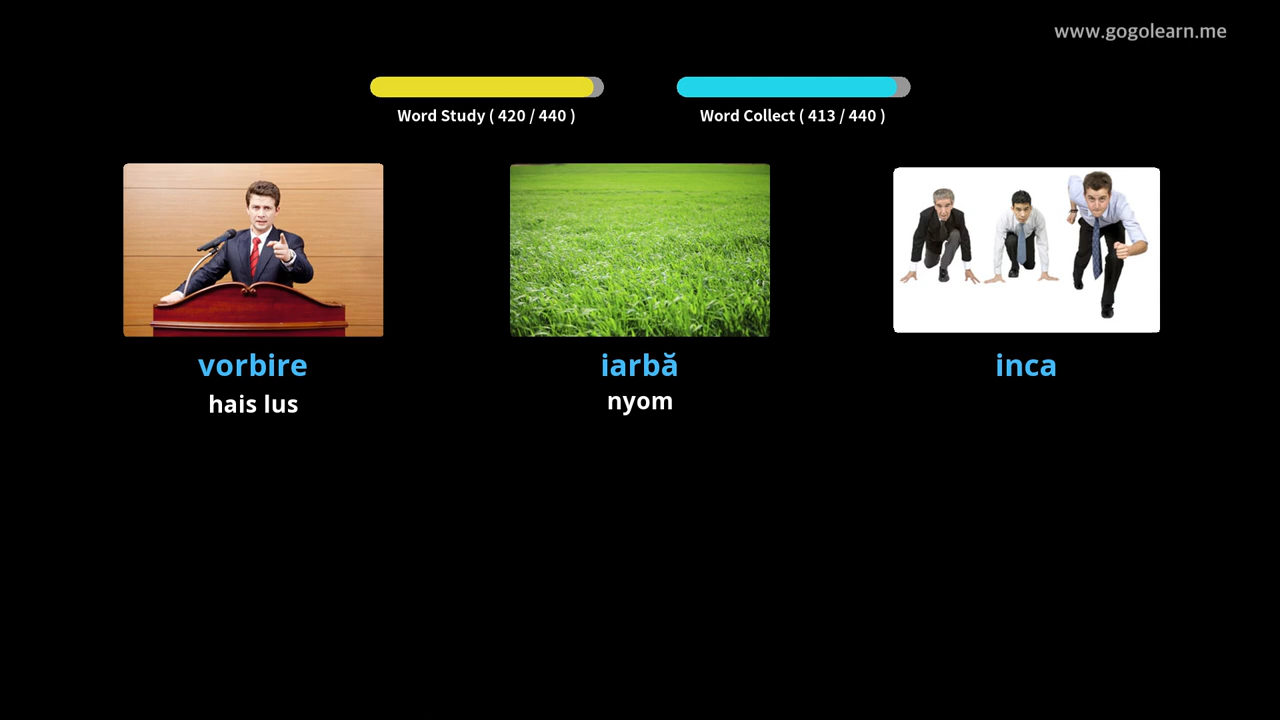 www.gogolearn.me
Word Study ( 420 / 440 )
Word Collect ( 413 / 440 )
vorbire
hais lus
iarbă
nyom
inca